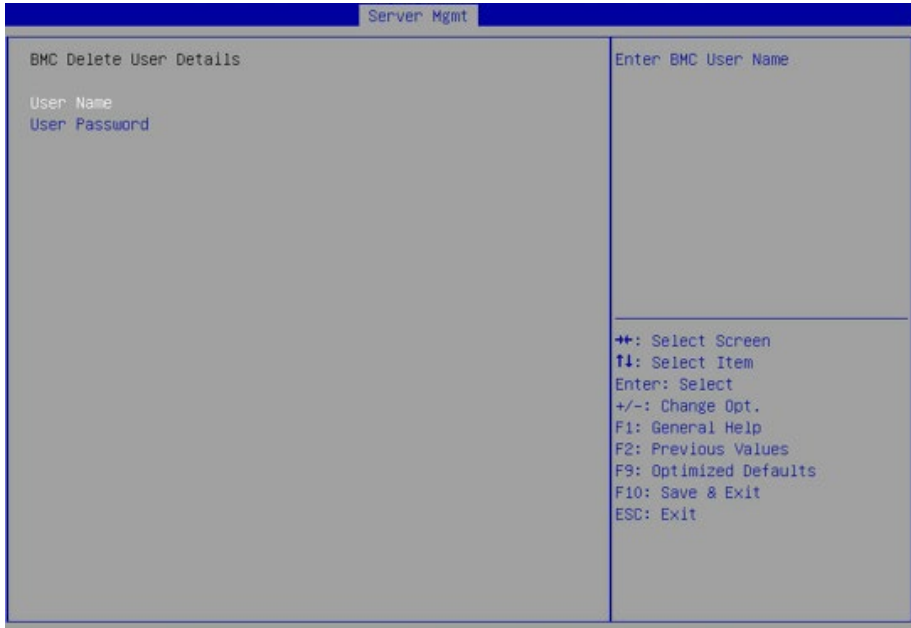 Server Mgmt
BMC Delete User Details
User Name
User Password
Enter BMC User Name
→←: Select Screen
↑↓: Select Item
Enter: Select
+/-: Change Opt.
F1: General Help
F2: Previous Values
F9: Optimized Defaults
F10: Save & Exit
ESC: Exit